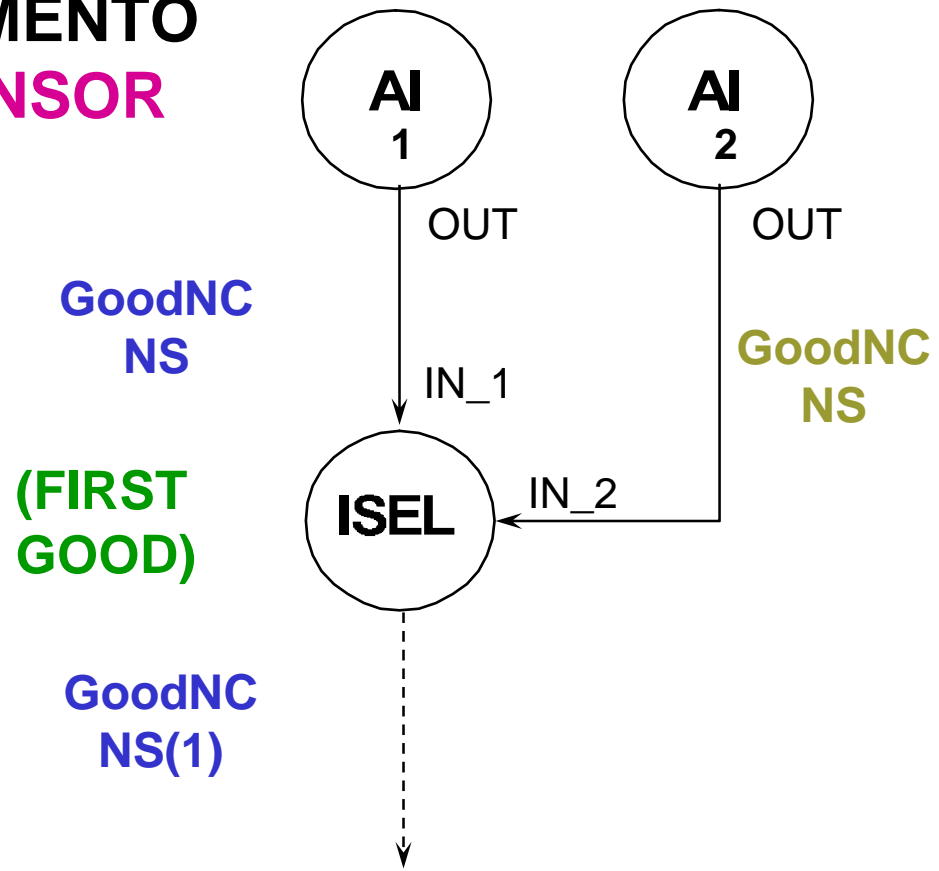 MENTO
NSOR
AI
1
AI
2
OUT
OUT
GoodNC
NS
GoodNC
NS
IN_1
(FIRST
GOOD)
ISEL
IN_2
GoodNC
NS(1)